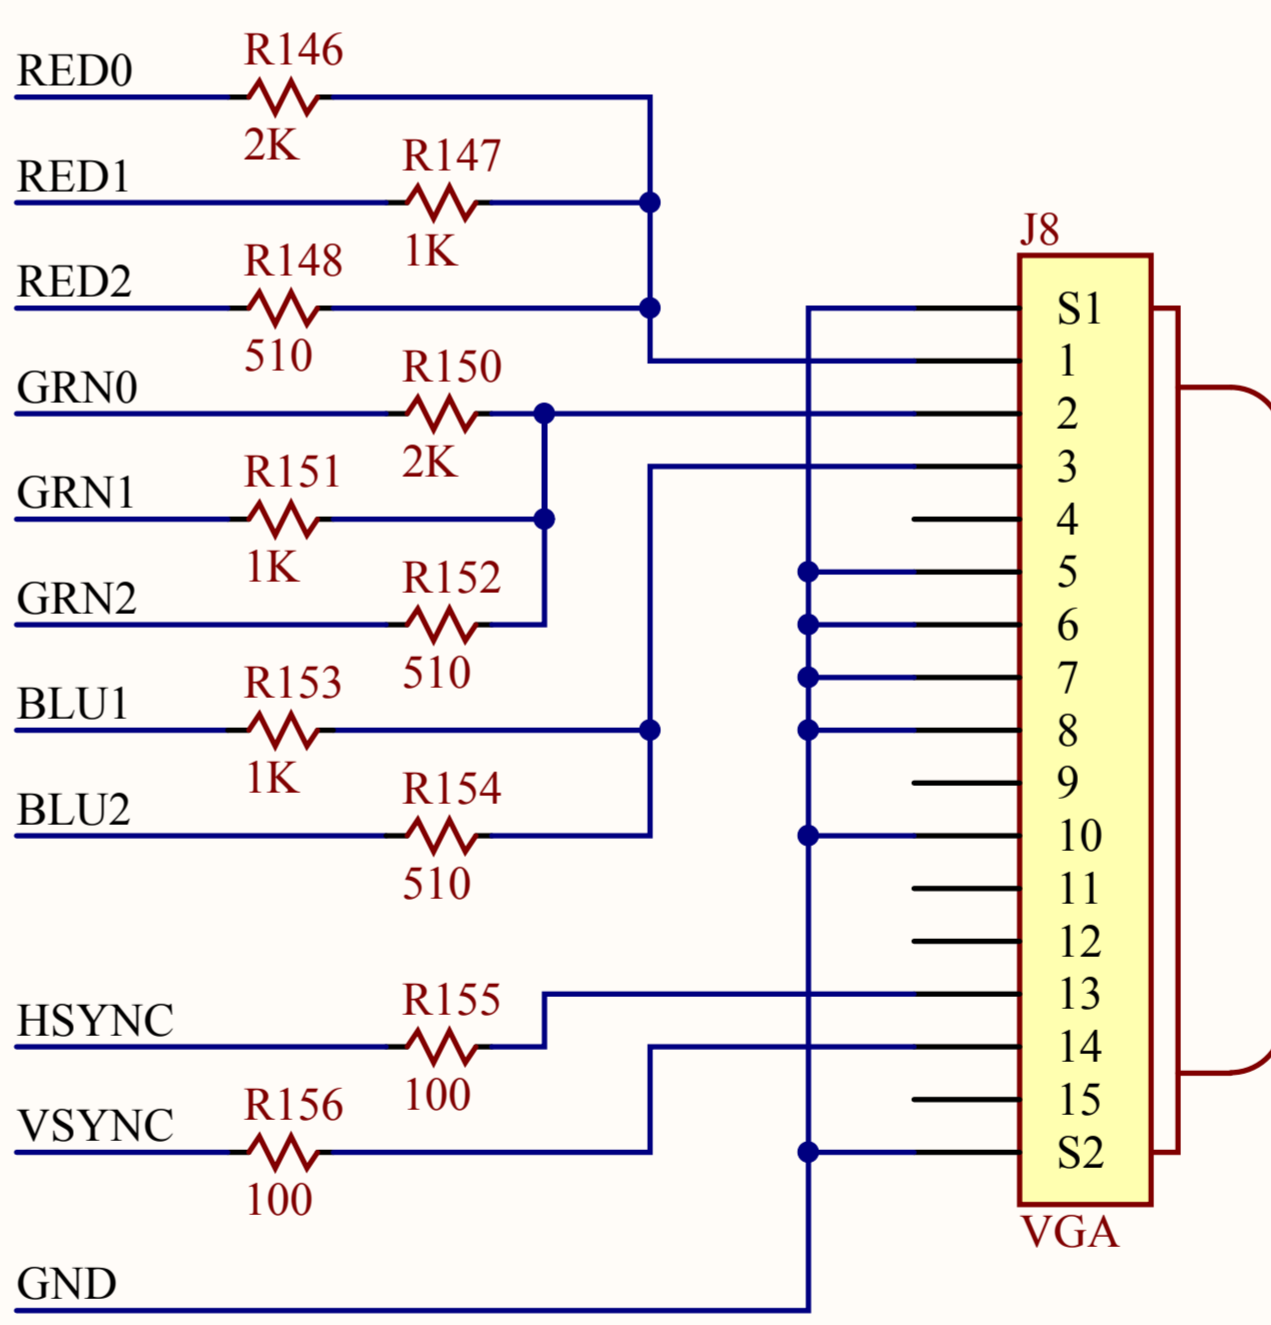 RED0
R146
2K
RED1
R147
1K
RED2
R148
510
GRN0
R150
2K
GRN1
R151
1K
GRN2
R152
510
BLU1
R153
1K
BLU2
R154
510
HSYNC
R155
100
VSYNC
R156
100
GND
J8
S1
1
2
3
4
5
6
7
8
9
10
11
12
13
14
15
S2
VGA